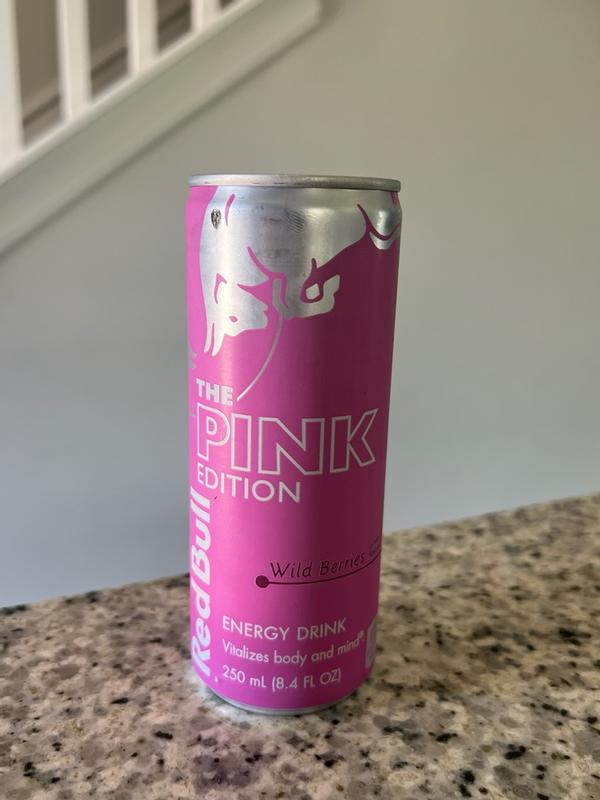 THE
PINK
EDITION
Red Bull
Wild Berries
ENERGY DRINK
Vitalizes body and mind®
250 mL (8.4 FL OZ)